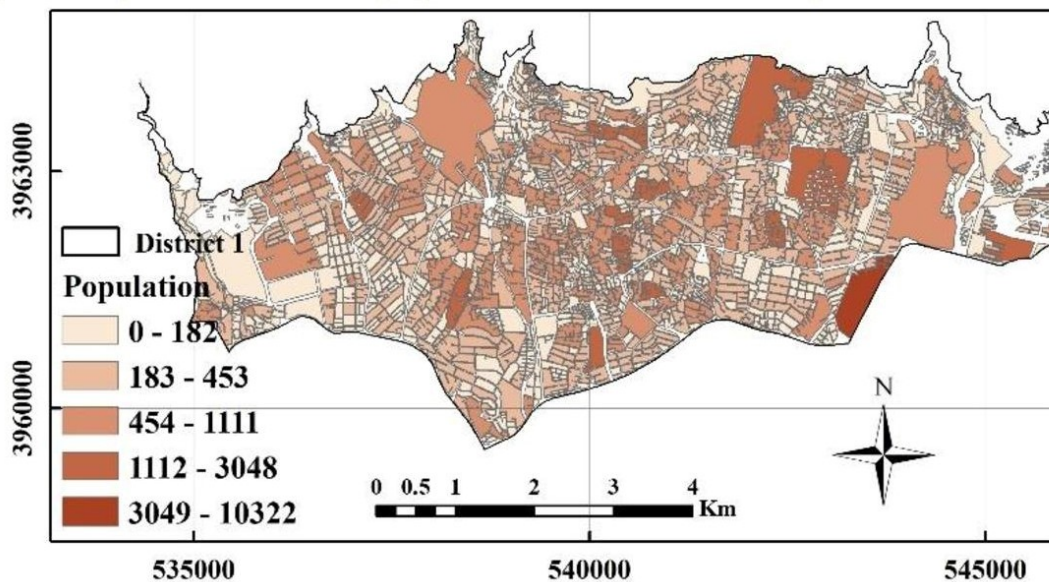 3963000
3960000
District 1
Population
0 - 182
183 - 453
454 - 1111
1112 - 3048
3049 - 10322
N
0 0.5 1 2 3 4
Km
535000 540000 545000